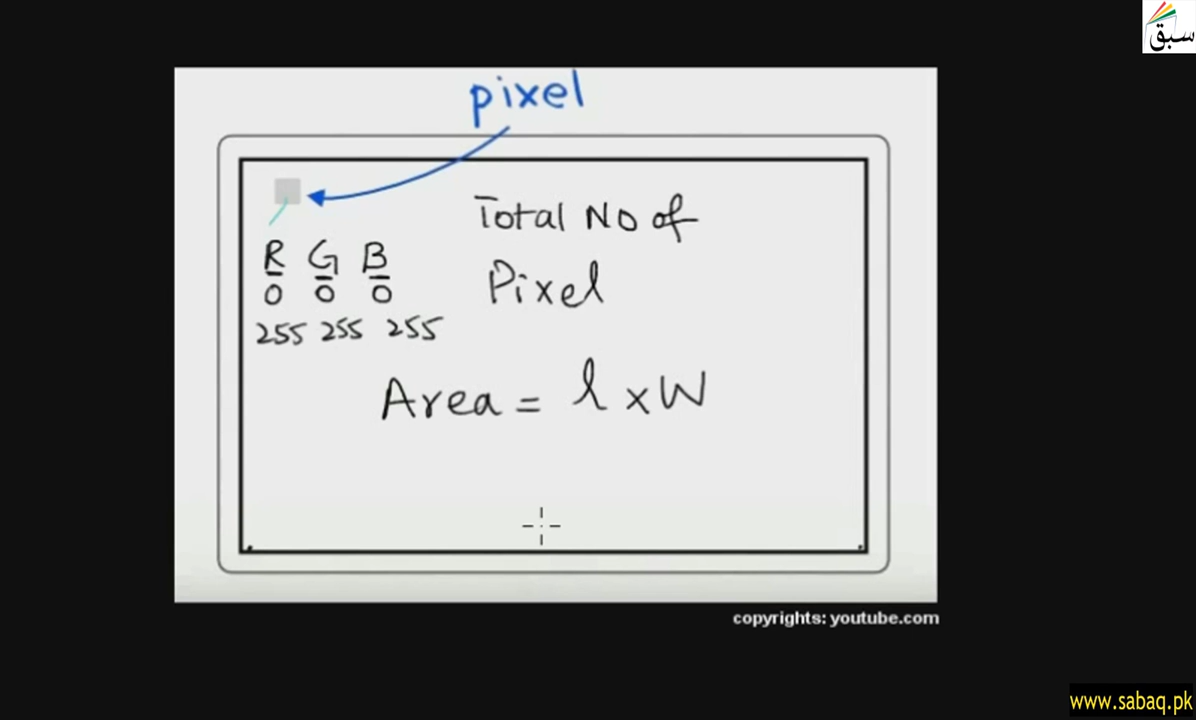 سبق
pixel
Total No of
R G B
0 0 0
Pixel
255 255 255
Area = l x W
copyrights: youtube.com
www.sabaq.pk